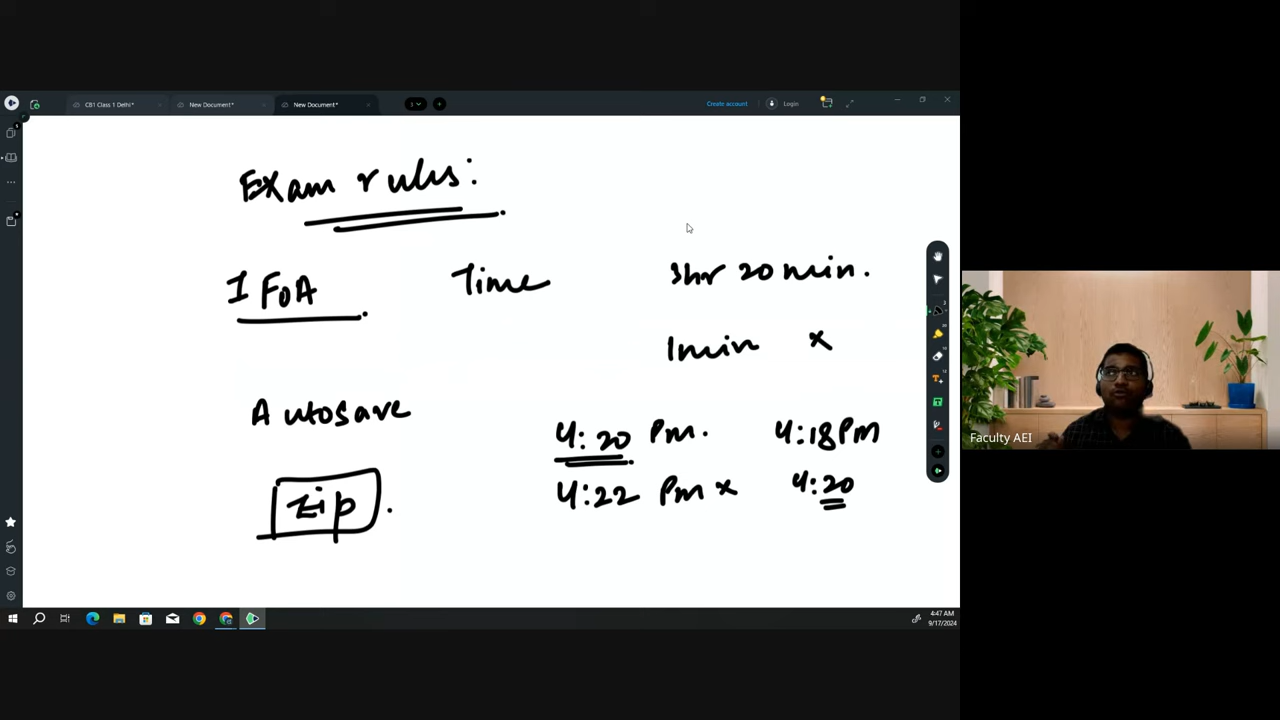 CB1 Class 1 Delhi*
New Document*
New Document*
Create account
Login
Exam rules:
IFoA Time 3hr 20 min.
1min x
Autosave
4:20 Pm. 4:18 Pm
Zip.
4:22 Pm x 4:20
Faculty AEI
4:47 AM
9/17/2024